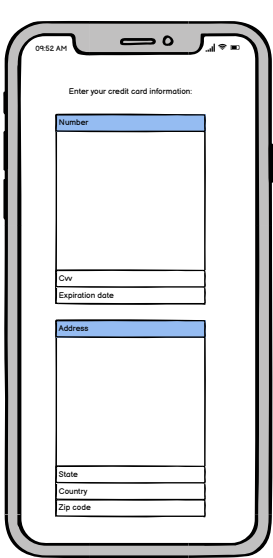 09:52 AM
Enter your credit card information:
Number
Cvv
Expiration date
Address
State
Country
Zip code